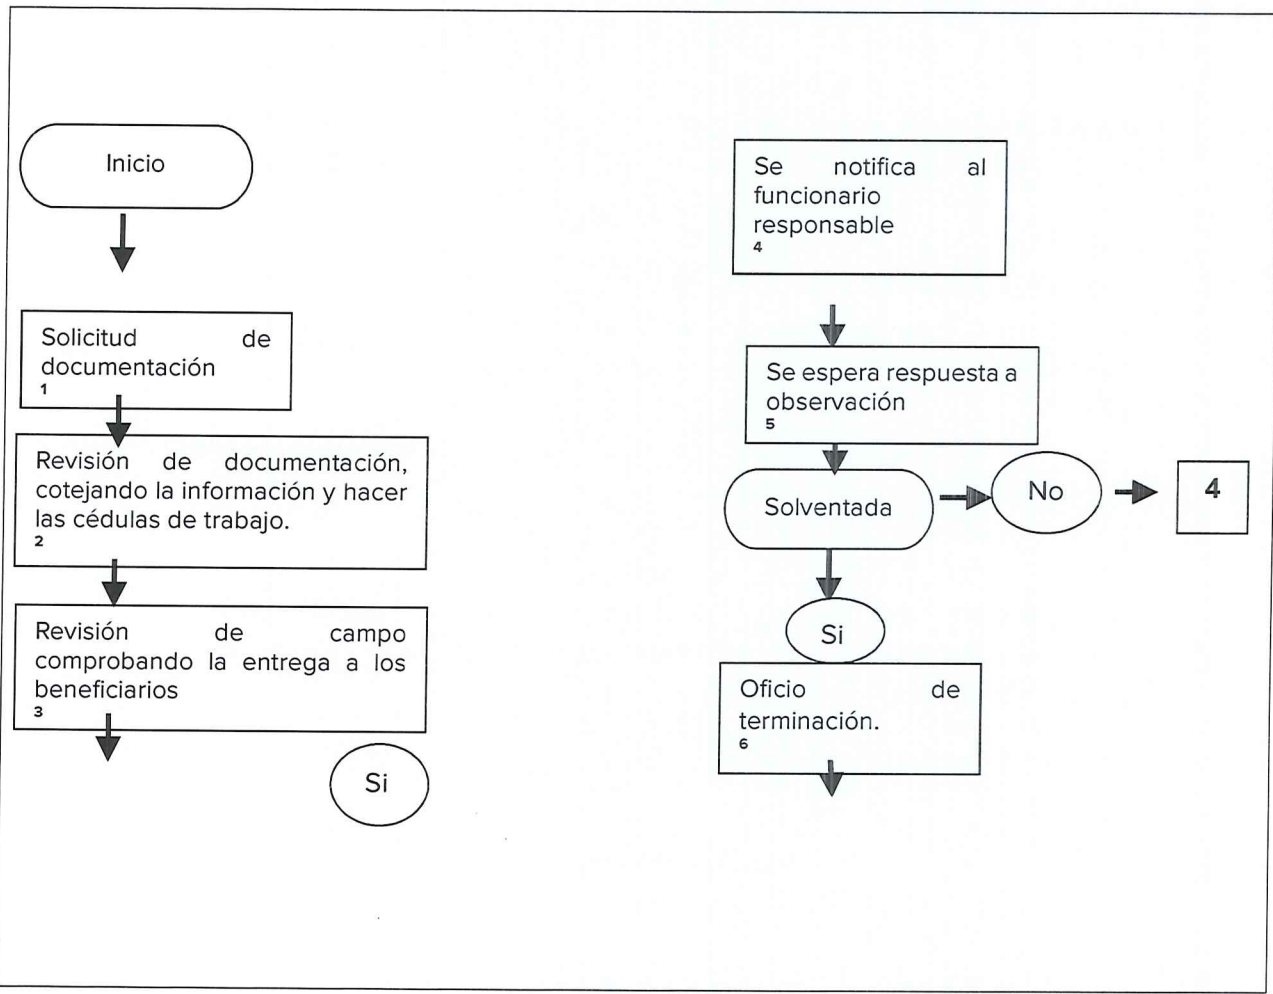 Inicio
Solicitud de
documentación
1
Revisión de documentación,
cotejando la información y hacer
las cédulas de trabajo.
2
Revisión de campo
comprobando la entrega a los
beneficiarios
3
Si
Se notifica al
funcionario
responsable
4
Se espera respuesta a
observación
5
Solventada
No
4
Si
Oficio de
terminación.
6